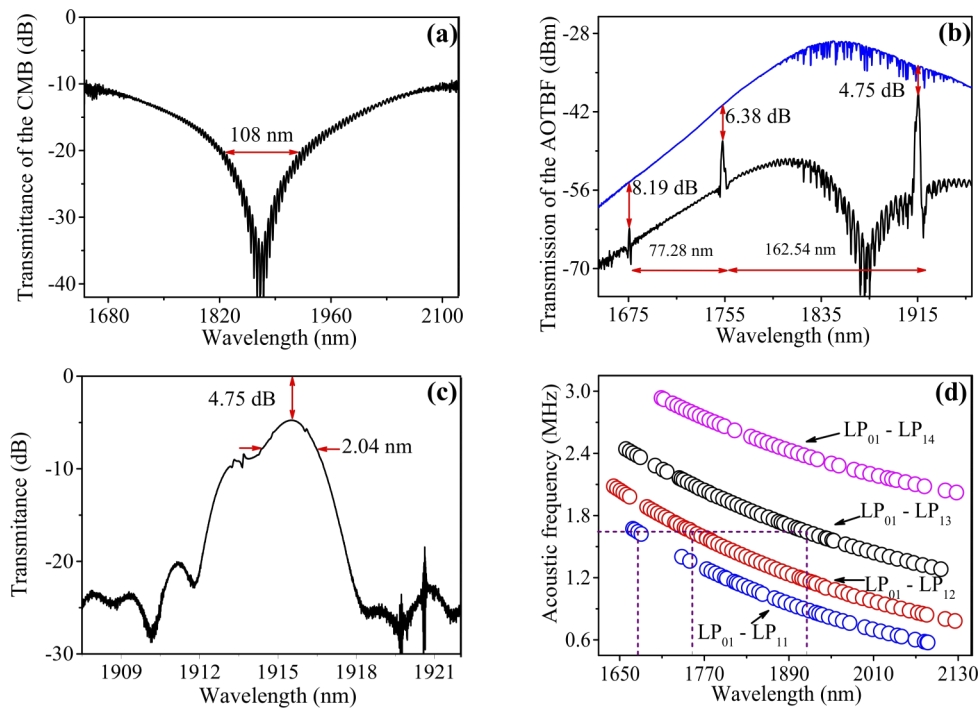 (a)
Transmittance of the CMB (dB)
0
-10
-20
-30
-40
108 nm
1680 1820 1960 2100
Wavelength (nm)
(b)
Transmission of the AOTBF (dBm)
-28
-42
-56
-70
4.75 dB
6.38 dB
8.19 dB
77.28 nm
162.54 nm
1675 1755 1835 1915
Wavelength (nm)
(c)
Transmitance (dB)
0
-10
-20
-30
4.75 dB
2.04 nm
1909 1912 1915 1918 1921
Wavelength (nm)
(d)
Acoustic frequency (MHz)
3.0
2.4
1.8
1.2
0.6
LP01 - LP14
LP01 - LP13
LP01 - LP12
LP01 - LP11
1650 1770 1890 2010 2130
Wavelength (nm)